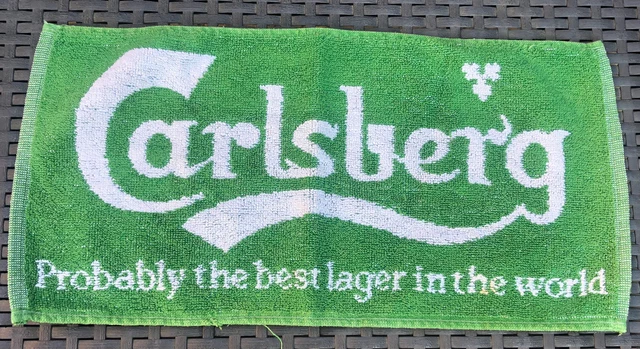 Carlsberg
Probably the best lager in the world